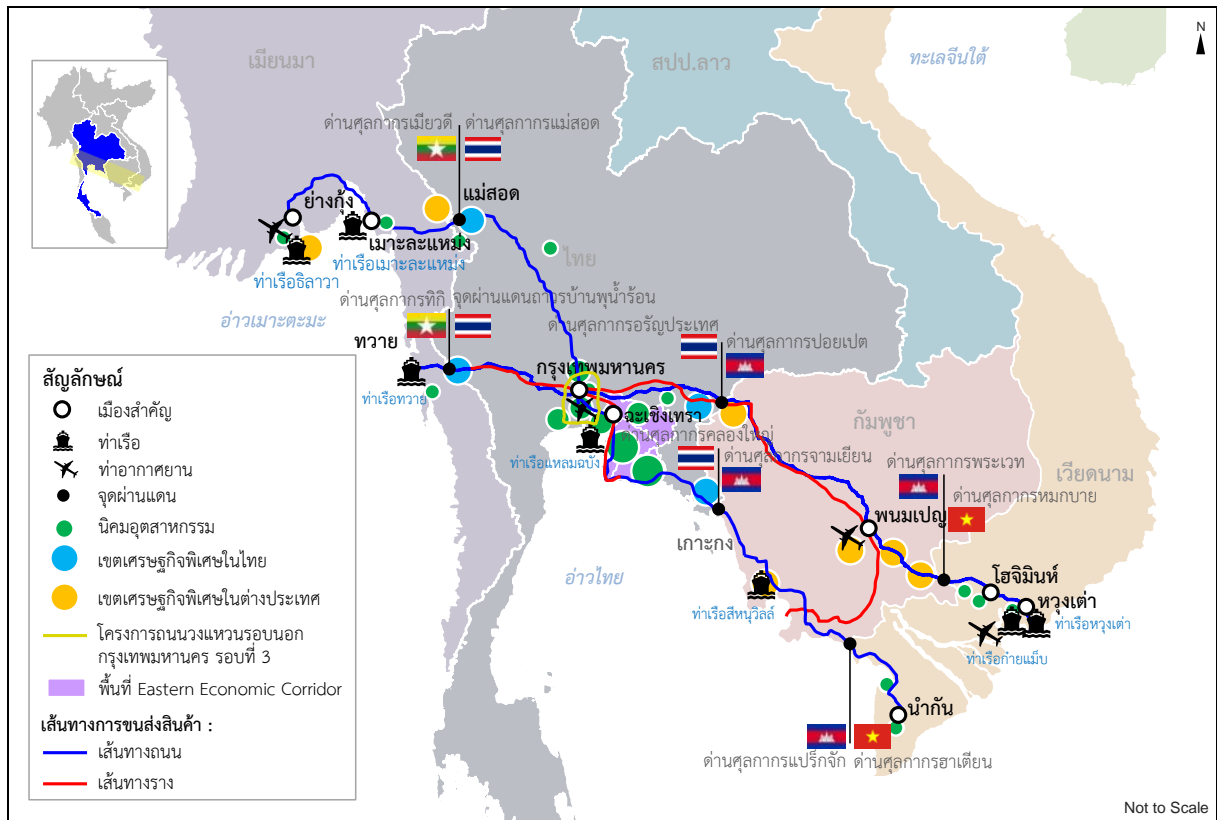 N
เมียนมา
สปป.ลาว
ทะเลจีนใต้
ด่านศุลกากรเมียวดี
ด่านศุลกากรแม่สอด
ย่างกุ้ง
แม่สอด
เมาะละแหม่ง
ท่าเรือเมาะละแหม่ง
ท่าเรือธิลาวา
ไทย
อ่าวเมาะตะมะ
ด่านศุลกากรทิกิ
จุดผ่านแดนถาวรบ้านพุน้ำร้อน
ด่านศุลกากรอรัญประเทศ
ด่านศุลกากรปอยเปต
ทวาย
ท่าเรือทวาย
กรุงเทพมหานคร
ฉะเชิงเทรา
ด่านศุลกากรคลองใหญ่
ด่านศุลกากรจามเยียน
ท่าเรือแหลมฉบัง
กัมพูชา
เวียดนาม
ด่านศุลกากรพระเวท
ด่านศุลกากรหมกบาย
พนมเปญ
เกาะกง
อ่าวไทย
ท่าเรือสีหนุวิลล์
โฮจิมินห์
หวุงเต่า
ท่าเรือหวุงเต่า
ท่าเรือก๋ายแม็บ
นำกัน
ด่านศุลกากรแปร็กจัก
ด่านศุลกากรฮาเตียน
สัญลักษณ์
เมืองสำคัญ
ท่าเรือ
ท่าอากาศยาน
จุดผ่านแดน
นิคมอุตสาหกรรม
เขตเศรษฐกิจพิเศษในไทย
เขตเศรษฐกิจพิเศษในต่างประเทศ
โครงการถนนวงแหวนรอบนอก
กรุงเทพมหานคร รอบที่ 3
พื้นที่ Eastern Economic Corridor
เส้นทางการขนส่งสินค้า :
เส้นทางถนน
เส้นทางราง
Not to Scale